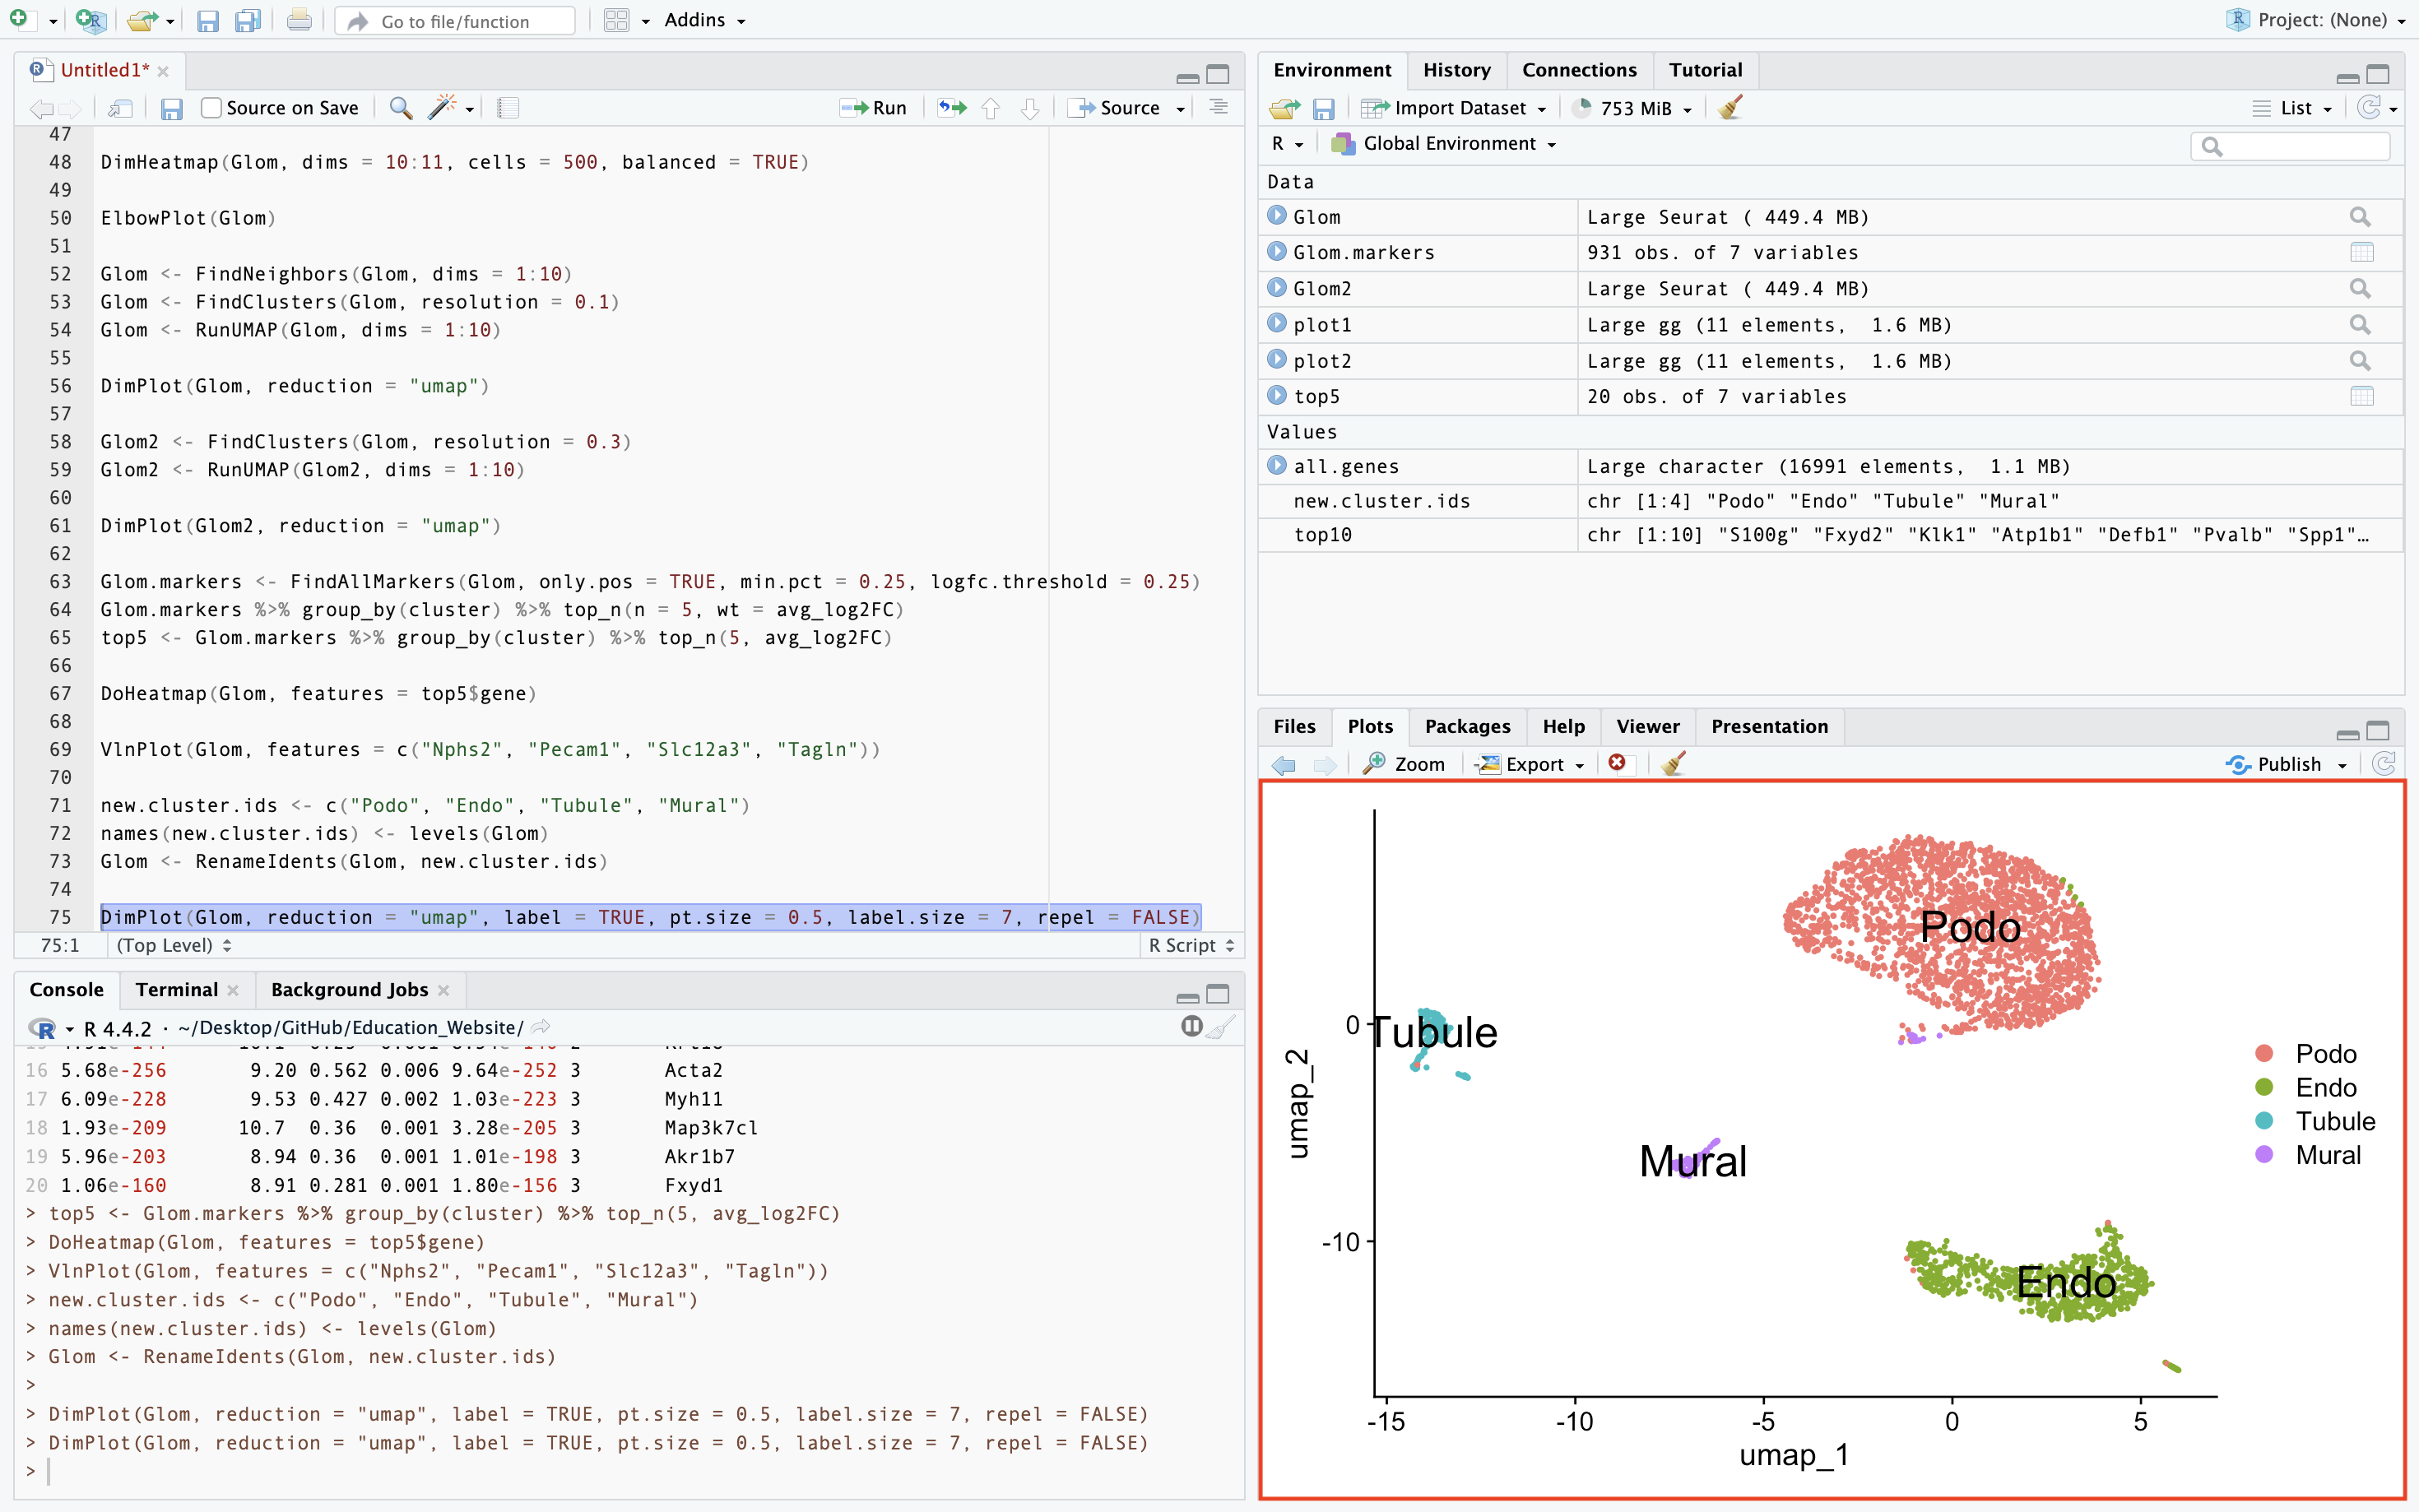 Go to file/function
Addins
Project: (None)
Untitled1*
Source on Save
Run
Source
47
48 DimHeatmap(Glom, dims = 10:11, cells = 500, balanced = TRUE)
49
50 ElbowPlot(Glom)
51
52 Glom <- FindNeighbors(Glom, dims = 1:10)
53 Glom <- FindClusters(Glom, resolution = 0.1)
54 Glom <- RunUMAP(Glom, dims = 1:10)
55
56 DimPlot(Glom, reduction = "umap")
57
58 Glom2 <- FindClusters(Glom, resolution = 0.3)
59 Glom2 <- RunUMAP(Glom2, dims = 1:10)
60
61 DimPlot(Glom2, reduction = "umap")
62
63 Glom.markers <- FindAllMarkers(Glom, only.pos = TRUE, min.pct = 0.25, logfc.threshold = 0.25)
64 Glom.markers %>% group_by(cluster) %>% top_n(n = 5, wt = avg_log2FC)
65 top5 <- Glom.markers %>% group_by(cluster) %>% top_n(5, avg_log2FC)
66
67 DoHeatmap(Glom, features = top5$gene)
68
69 VlnPlot(Glom, features = c("Nphs2", "Pecam1", "Slc12a3", "Tagln"))
70
71 new.cluster.ids <- c("Podo", "Endo", "Tubule", "Mural")
72 names(new.cluster.ids) <- levels(Glom)
73 Glom <- RenameIdents(Glom, new.cluster.ids)
74
75 DimPlot(Glom, reduction = "umap", label = TRUE, pt.size = 0.5, label.size = 7, repel = FALSE)
75:1 (Top Level) R Script
Console Terminal Background Jobs
R 4.4.2 · ~/Desktop/GitHub/Education_Website/
16 5.68e-256 9.20 0.562 0.006 9.64e-252 3 Acta2
17 6.09e-228 9.53 0.427 0.002 1.03e-223 3 Myh11
18 1.93e-209 10.7 0.36 0.001 3.28e-205 3 Map3k7cl
19 5.96e-203 8.94 0.36 0.001 1.01e-198 3 Akr1b7
20 1.06e-160 8.91 0.281 0.001 1.80e-156 3 Fxyd1
> top5 <- Glom.markers %>% group_by(cluster) %>% top_n(5, avg_log2FC)
> DoHeatmap(Glom, features = top5$gene)
> VlnPlot(Glom, features = c("Nphs2", "Pecam1", "Slc12a3", "Tagln"))
> new.cluster.ids <- c("Podo", "Endo", "Tubule", "Mural")
> names(new.cluster.ids) <- levels(Glom)
> Glom <- RenameIdents(Glom, new.cluster.ids)
>
> DimPlot(Glom, reduction = "umap", label = TRUE, pt.size = 0.5, label.size = 7, repel = FALSE)
> DimPlot(Glom, reduction = "umap", label = TRUE, pt.size = 0.5, label.size = 7, repel = FALSE)
>
Environment History Connections Tutorial
Import Dataset 753 MiB List
R Global Environment
Data
Glom Large Seurat ( 449.4 MB)
Glom.markers 931 obs. of 7 variables
Glom2 Large Seurat ( 449.4 MB)
plot1 Large gg (11 elements, 1.6 MB)
plot2 Large gg (11 elements, 1.6 MB)
top5 20 obs. of 7 variables
Values
all.genes Large character (16991 elements, 1.1 MB)
new.cluster.ids chr [1:4] "Podo" "Endo" "Tubule" "Mural"
top10 chr [1:10] "S100g" "Fxyd2" "Klk1" "Atp1b1" "Defb1" "Pvalb" "Spp1"…
Files Plots Packages Help Viewer Presentation
Zoom Export Publish
Podo
Tubule
Mural
Endo
0
-10
umap_2
-15 -10 -5 0 5
umap_1
Podo
Endo
Tubule
Mural